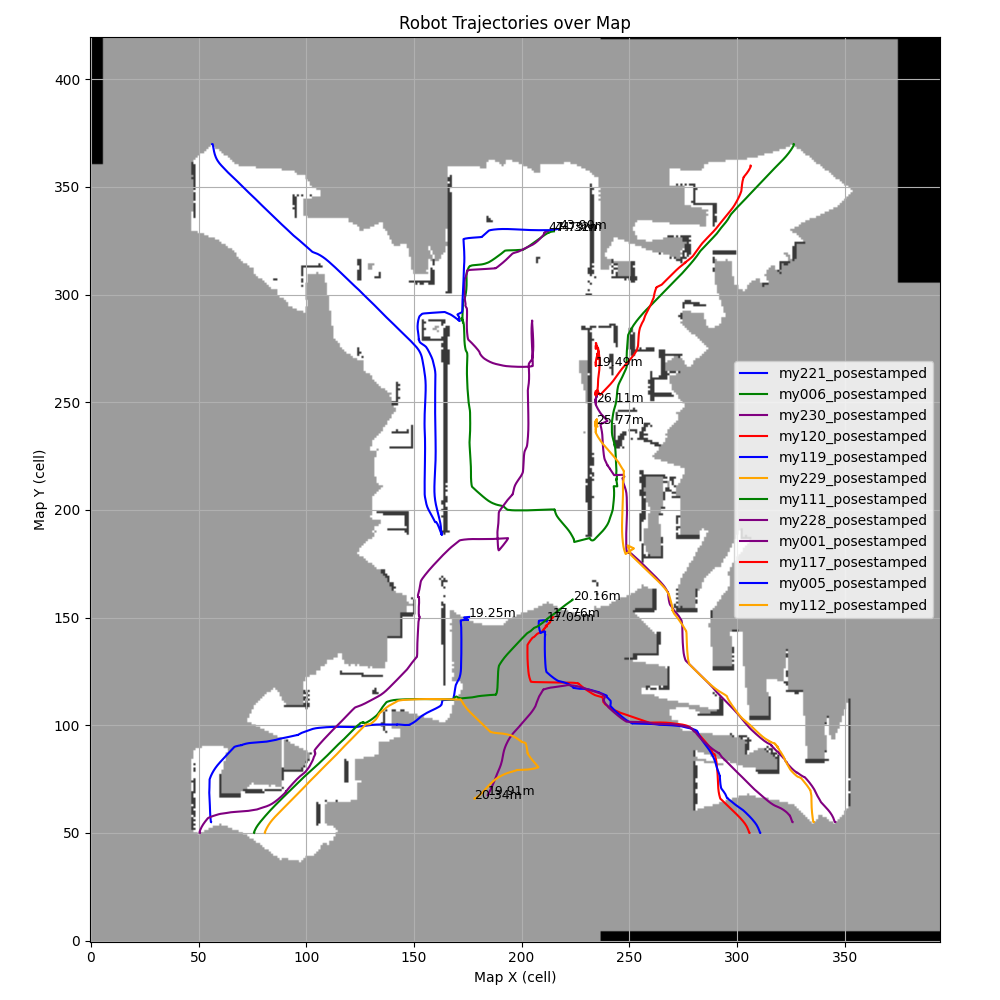 Robot Trajectories over Map
Map Y (cell)
400
350
300
250
200
150
100
50
0
19.49m
26.11m
25.77m
20.16m
19.25m
17.76m
17.05m
19.91m
20.34m
my221_posestamped
my006_posestamped
my230_posestamped
my120_posestamped
my119_posestamped
my229_posestamped
my111_posestamped
my228_posestamped
my001_posestamped
my117_posestamped
my005_posestamped
my112_posestamped
0 50 100 150 200 250 300 350
Map X (cell)